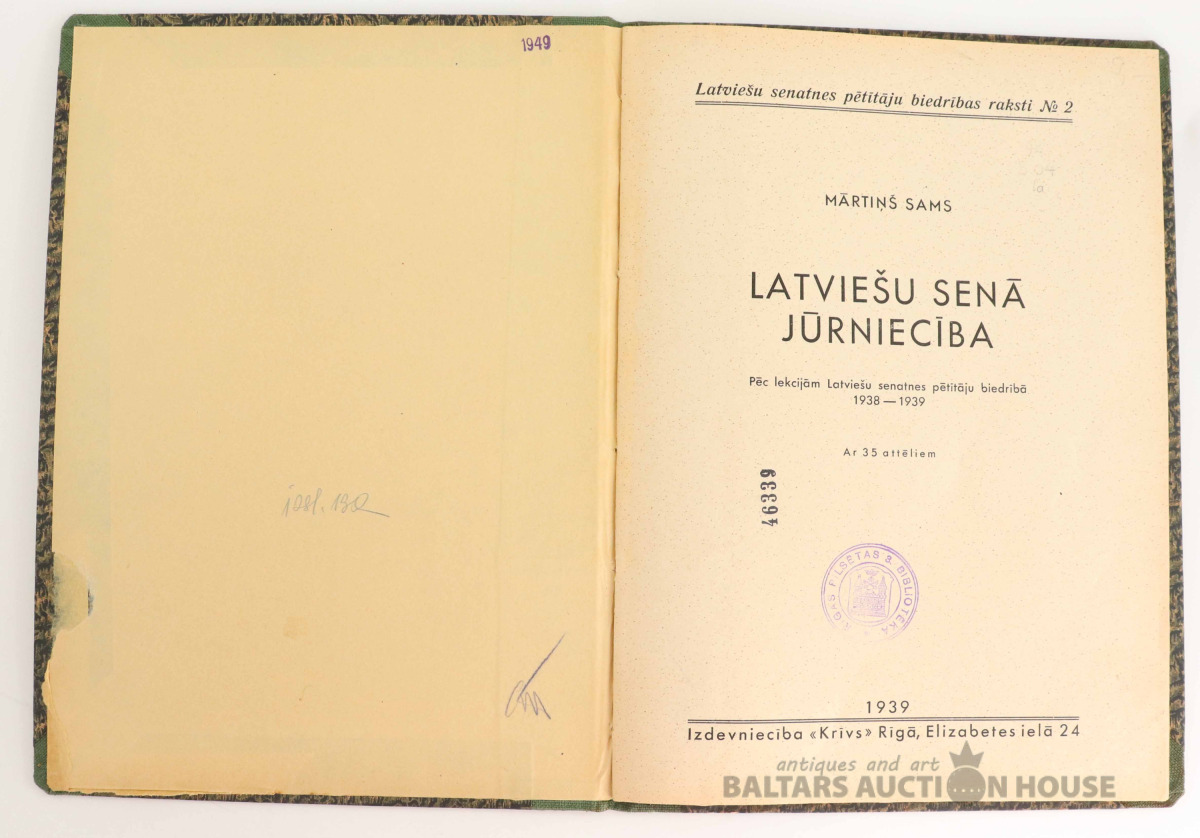 1949
Latviešu senatnes pētītāju biedrības raksti № 2
MĀRTIŅŠ SAMS
LATVIEŠU SENĀ
JŪRNIECĪBA
Pēc lekcijām Latviešu senatnes pētītāju biedrībā
1938 — 1939
Ar 35 attēliem
46339
PILSĒTAS BIBLIOTEKA
1939
Izdevniecība «Krīvs» Rīgā, Elizabetes ielā 24
antiques and art
BALTARS AUCTION HOUSE